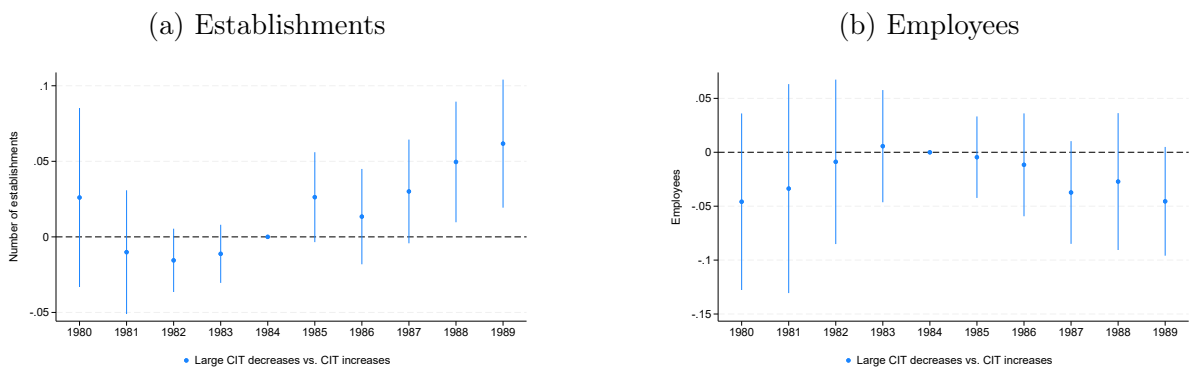 (a) Establishments
Number of establishments
.1
.05
0
-.05
1980 1981 1982 1983 1984 1985 1986 1987 1988 1989
Large CIT decreases vs. CIT increases
(b) Employees
Employees
.05
0
-.05
-.1
-.15
1980 1981 1982 1983 1984 1985 1986 1987 1988 1989
Large CIT decreases vs. CIT increases